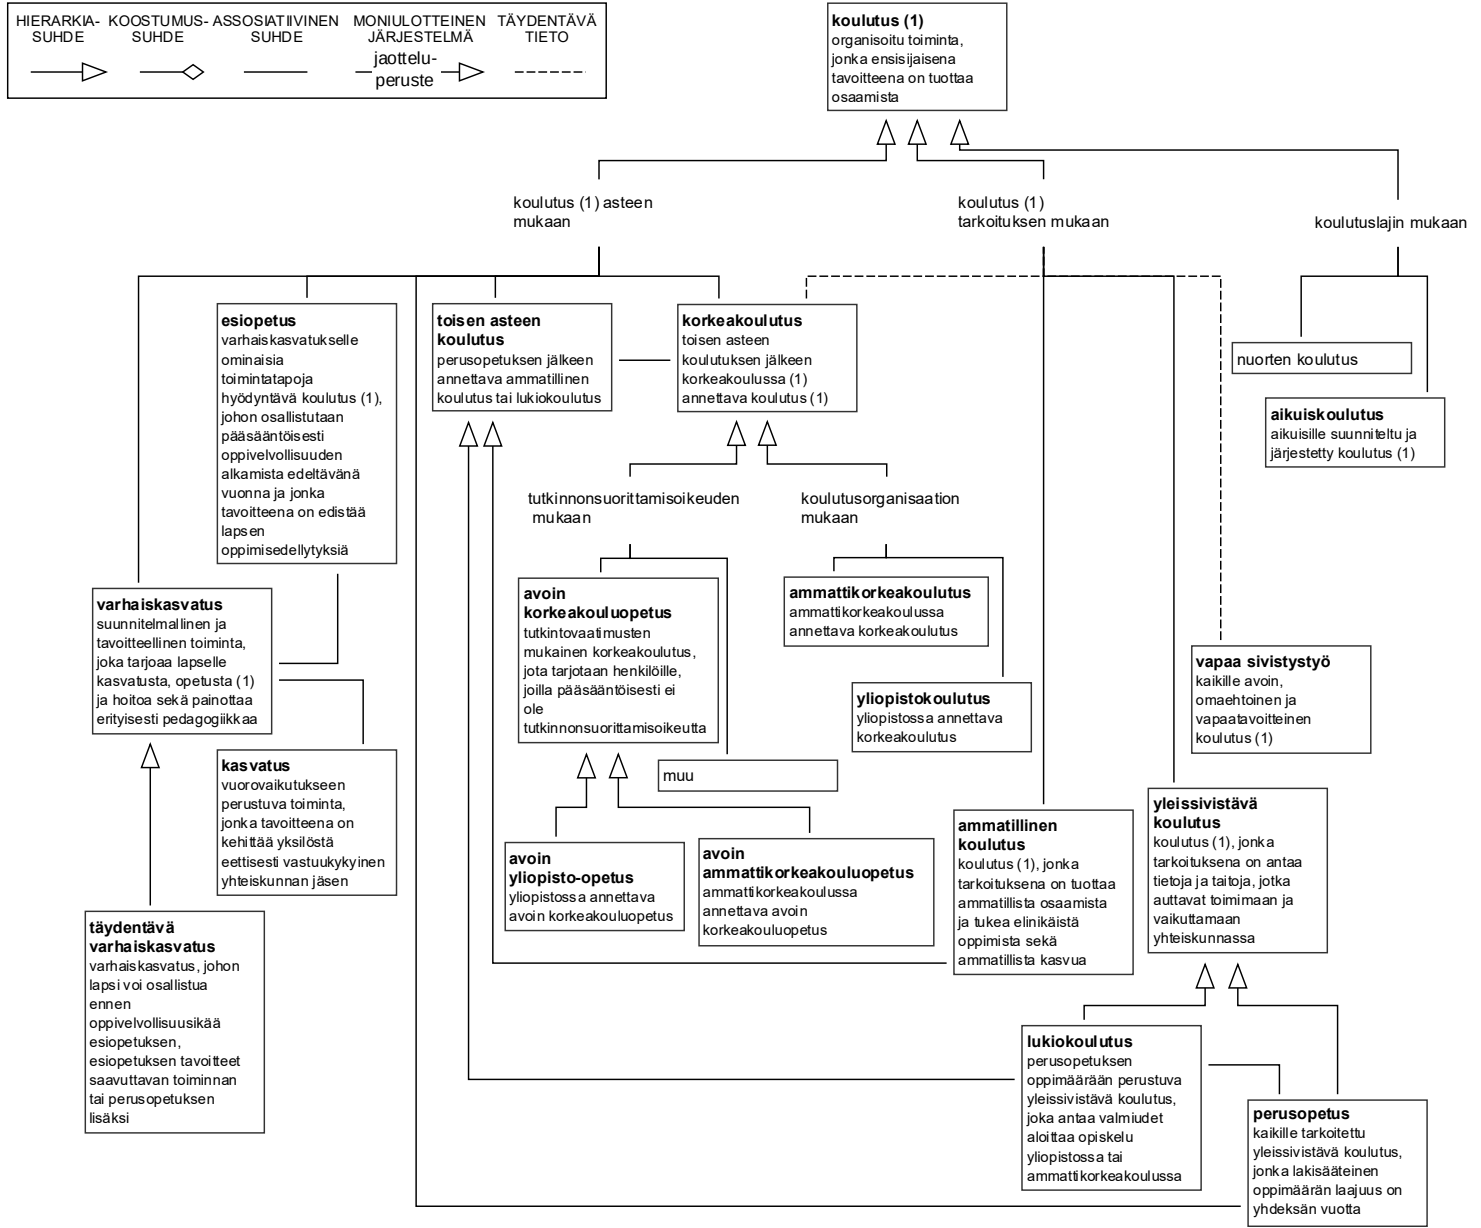 HIERARKIA-
SUHDE
KOOSTUMUS-
SUHDE
ASSOSIATIIVINEN
SUHDE
MONIULOTTEINEN
JÄRJESTELMÄ
jaottelu-
peruste
TÄYDENTÄVÄ
TIETO
koulutus (1)
organisoitu toiminta,
jonka ensisijaisena
tavoitteena on tuottaa
osaamista
koulutus (1) asteen
mukaan
koulutus (1)
tarkoituksen mukaan
koulutuslajin mukaan
esiopetus
varhaiskasvatukselle
ominaisia
toimintatapoja
hyödyntävä koulutus (1),
johon osallistutaan
pääsääntöisesti
oppivelvollisuuden
alkamista edeltävänä
vuonna ja jonka
tavoitteena on edistää
lapsen
oppimisedellytyksiä
toisen asteen
koulutus
perusopetuksen jälkeen
annettava ammatillinen
koulutus tai lukiokoulutus
korkeakoulutus
toisen asteen
koulutuksen jälkeen
korkeakoulussa (1)
annettava koulutus (1)
nuorten koulutus
aikuiskoulutus
aikuisille suunniteltu ja
järjestetty koulutus (1)
tutkinnonsuorittamisoikeuden
mukaan
koulutusorganisaation
mukaan
varhaiskasvatus
suunnitelmallinen ja
tavoitteellinen toiminta,
joka tarjoaa lapselle
kasvatusta, opetusta (1)
ja hoitoa sekä painottaa
erityisesti pedagogiikkaa
avoin
korkeakouluopetus
tutkintovaatimusten
mukainen korkeakoulutus,
jota tarjotaan henkilöille,
joilla pääsääntöisesti ei
ole
tutkinnonsuorittamisoikeutta
ammattikorkeakoulutus
ammattikorkeakoulussa
annettava korkeakoulutus
yliopistokoulutus
yliopistossa annettava
korkeakoulutus
vapaa sivistystyö
kaikille avoin,
omaehtoinen ja
vapaatavoitteinen
koulutus (1)
kasvatus
vuorovaikutukseen
perustuva toiminta,
jonka tavoitteena on
kehittää yksilöstä
eettisesti vastuukykyinen
yhteiskunnan jäsen
muu
avoin
yliopisto-opetus
yliopistossa annettava
avoin korkeakouluopetus
avoin
ammattikorkeakouluopetus
ammattikorkeakoulussa
annettava avoin
korkeakouluopetus
ammatillinen
koulutus
koulutus (1), jonka
tarkoituksena on tuottaa
ammatillista osaamista
ja tukea elinikäistä
oppimista sekä
ammatillista kasvua
yleissivistävä
koulutus
koulutus (1), jonka
tarkoituksena on antaa
tietoja ja taitoja, jotka
auttavat toimimaan ja
vaikuttamaan
yhteiskunnassa
täydentävä
varhaiskasvatus
varhaiskasvatus, johon
lapsi voi osallistua
ennen
oppivelvollisuusikää
esiopetuksen,
esiopetuksen tavoitteet
saavuttavan toiminnan
tai perusopetuksen
lisäksi
lukiokoulutus
perusopetuksen
oppimäärään perustuva
yleissivistävä koulutus,
joka antaa valmiudet
aloittaa opiskelu
yliopistossa tai
ammattikorkeakoulussa
perusopetus
kaikille tarkoitettu
yleissivistävä koulutus,
jonka lakisääteinen
oppimäärän laajuus on
yhdeksän vuotta